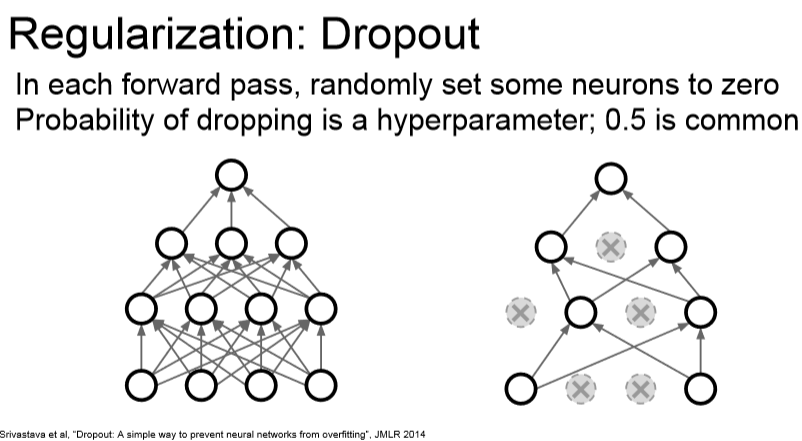 Regularization: Dropout
In each forward pass, randomly set some neurons to zero
Probability of dropping is a hyperparameter; 0.5 is common
Srivastava et al, "Dropout: A simple way to prevent neural networks from overfitting", JMLR 2014